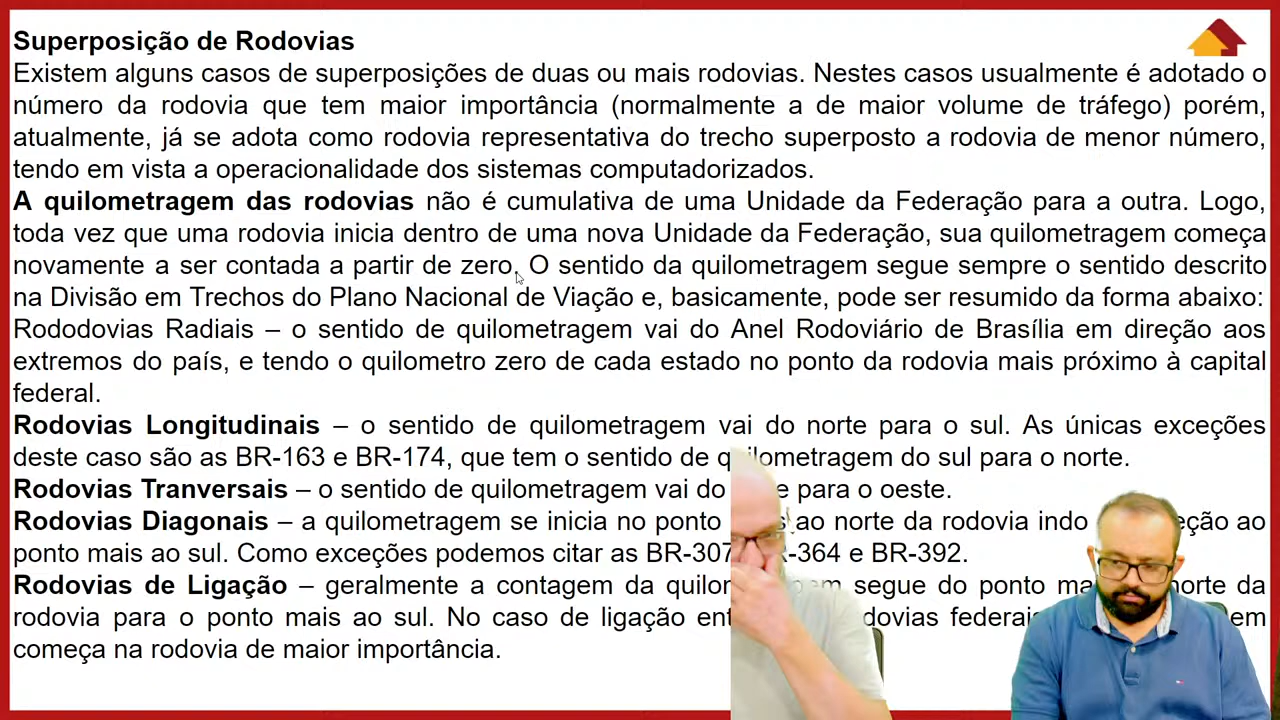 Superposição de Rodovias
Existem alguns casos de superposições de duas ou mais rodovias. Nestes casos usualmente é adotado o
número da rodovia que tem maior importância (normalmente a de maior volume de tráfego) porém,
atualmente, já se adota como rodovia representativa do trecho superposto a rodovia de menor número,
tendo em vista a operacionalidade dos sistemas computadorizados.
A quilometragem das rodovias não é cumulativa de uma Unidade da Federação para a outra. Logo,
toda vez que uma rodovia inicia dentro de uma nova Unidade da Federação, sua quilometragem começa
novamente a ser contada a partir de zero. O sentido da quilometragem segue sempre o sentido descrito
na Divisão em Trechos do Plano Nacional de Viação e, basicamente, pode ser resumido da forma abaixo:
Rododovias Radiais – o sentido de quilometragem vai do Anel Rodoviário de Brasília em direção aos
extremos do país, e tendo o quilometro zero de cada estado no ponto da rodovia mais próximo à capital
federal.
Rodovias Longitudinais – o sentido de quilometragem vai do norte para o sul. As únicas exceções
deste caso são as BR-163 e BR-174, que tem o sentido de quilometragem do sul para o norte.
Rodovias Tranversais – o sentido de quilometragem vai do para o oeste.
Rodovias Diagonais – a quilometragem se inicia no ponto ao norte da rodovia indo ao
ponto mais ao sul. Como exceções podemos citar as BR-307 -364 e BR-392.
Rodovias de Ligação – geralmente a contagem da segue do ponto da
rodovia para o ponto mais ao sul. No caso de ligação
começa na rodovia de maior importância.